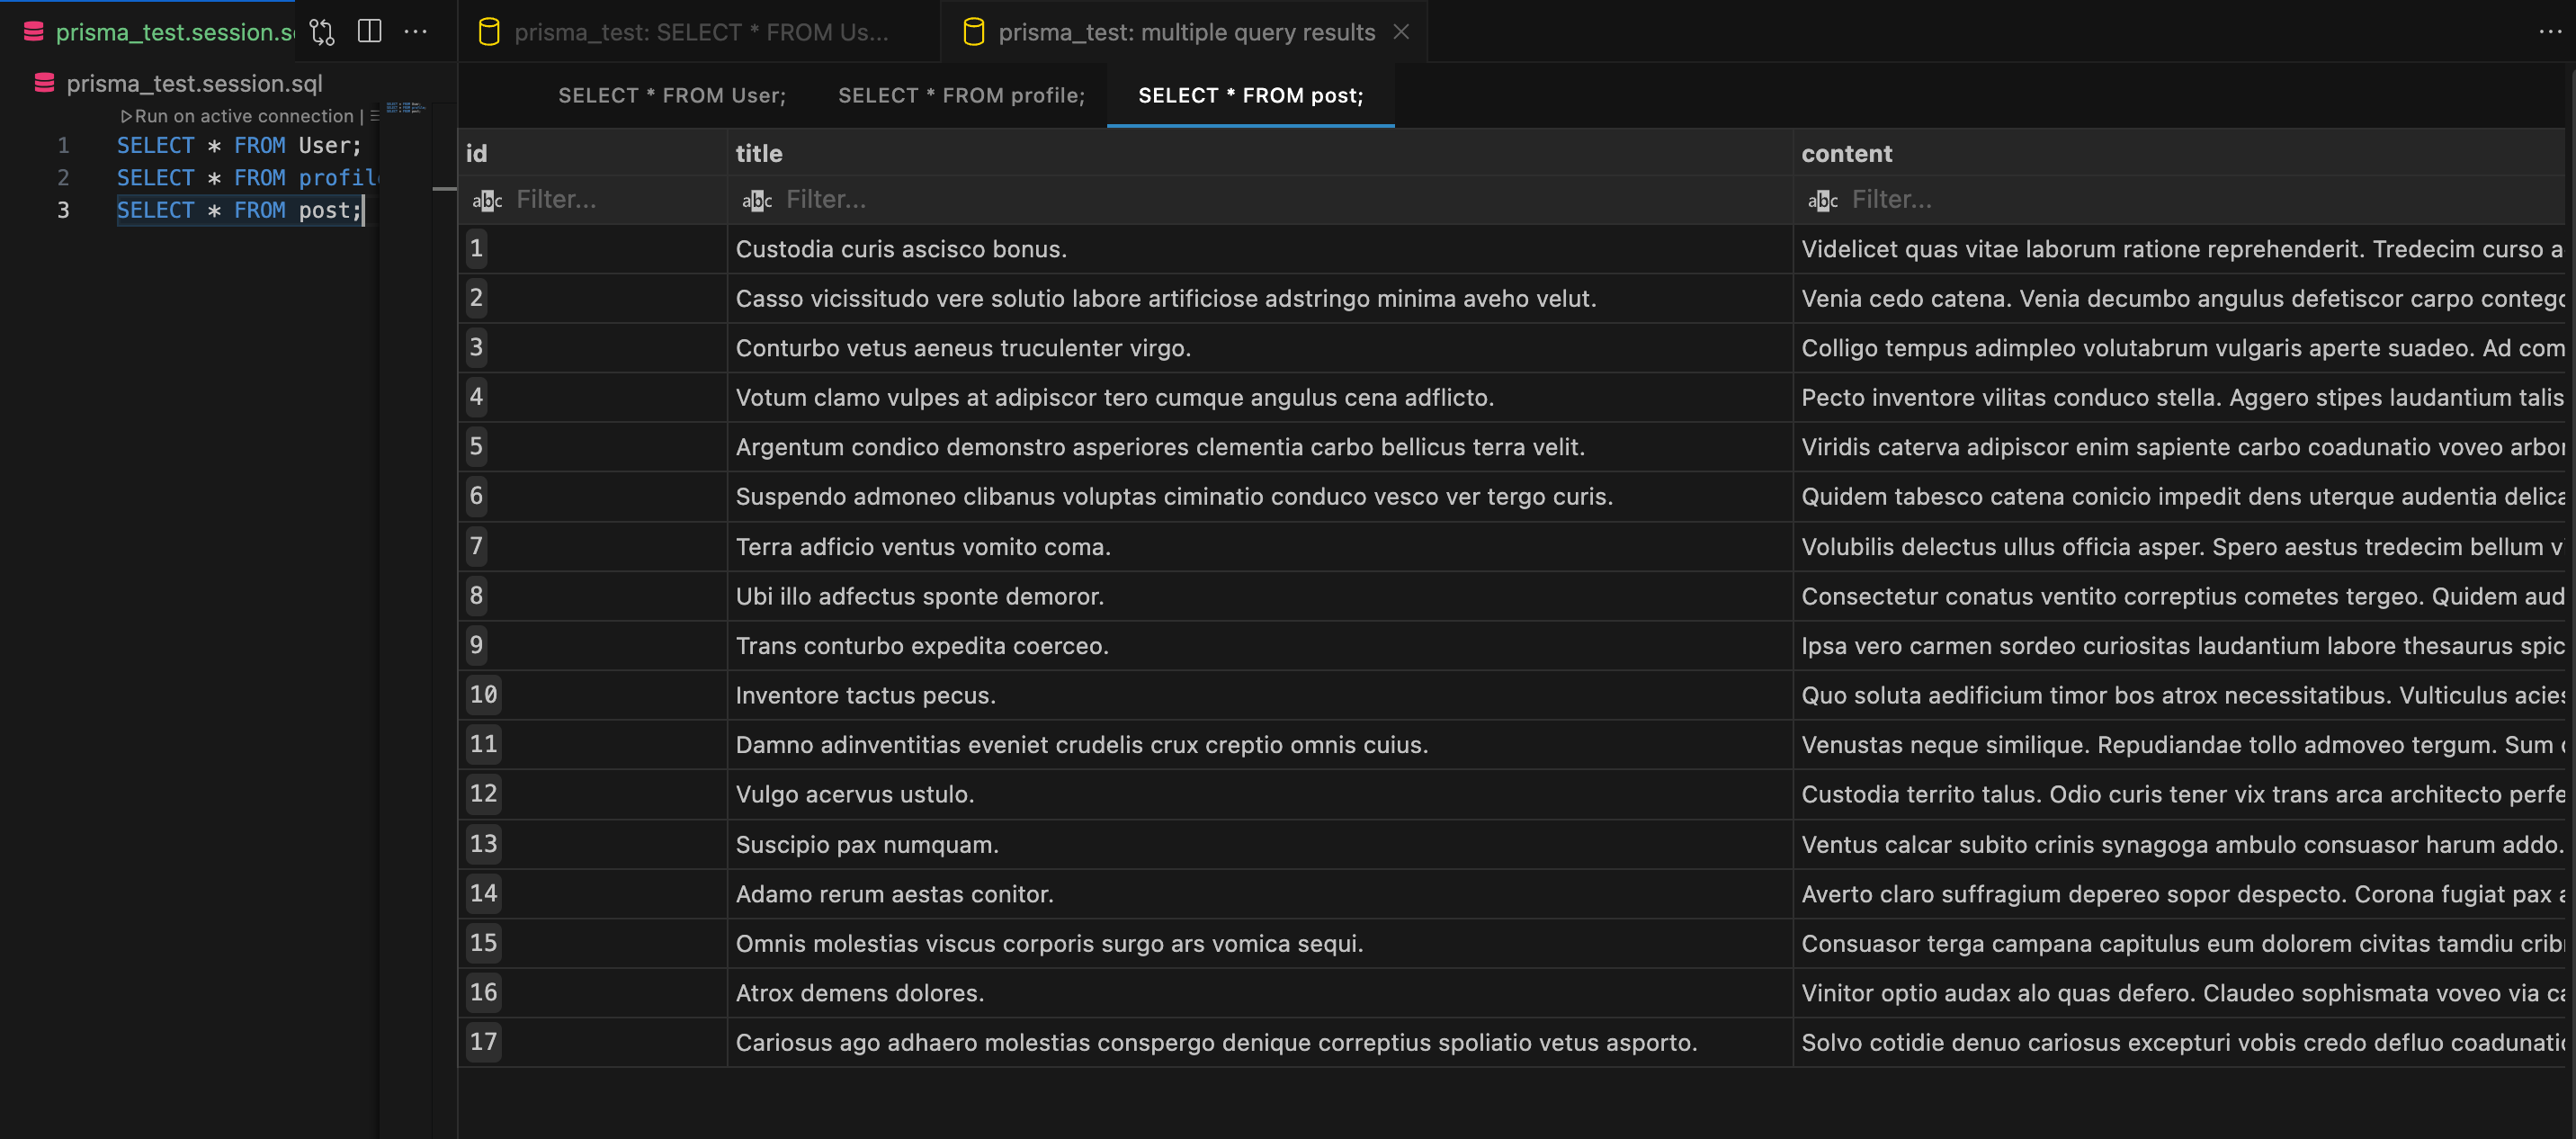 prisma_test.session.s
prisma_test: SELECT * FROM Us...
prisma_test: multiple query results
prisma_test.session.sql
Run on active connection |
1 SELECT * FROM User;
2 SELECT * FROM profile
3 SELECT * FROM post;
SELECT * FROM User; SELECT * FROM profile; SELECT * FROM post;
id title content
abc Filter... abc Filter... abc Filter...
1 Custodia curis ascisco bonus. Videlicet quas vitae laborum ratione reprehenderit. Tredecim curso a
2 Casso vicissitudo vere solutio labore artificiose adstringo minima aveho velut. Venia cedo catena. Venia decumbo angulus defetiscor carpo contego
3 Conturbo vetus aeneus truculenter virgo. Colligo tempus adimpleo volutabrum vulgaris aperte suadeo. Ad com
4 Votum clamo vulpes at adipiscor tero cumque angulus cena adflicto. Pecto inventore vilitas conduco stella. Aggero stipes laudantium talis
5 Argentum condico demonstro asperiores clementia carbo bellicus terra velit. Viridis caterva adipiscor enim sapiente carbo coadunatio voveo arbor
6 Suspendo admoneo clibanus voluptas ciminatio conduco vesco ver tergo curis. Quidem tabesco catena conicio impedit dens uterque audentia delica
7 Terra adficio ventus vomito coma. Volubilis delectus ullus officia asper. Spero aestus tredecim bellum v
8 Ubi illo adfectus sponte demoror. Consectetur conatus ventito correptius cometes tergeo. Quidem aud
9 Trans conturbo expedita coerceo. Ipsa vero carmen sordeo curiositas laudantium labore thesaurus spic
10 Inventore tactus pecus. Quo soluta aedificium timor bos atrox necessitatibus. Vulticulus acies
11 Damno adinventitias eveniet crudelis crux creptio omnis cuius. Venustas neque similique. Repudiandae tollo admoveo tergum. Sum
12 Vulgo acervus ustulo. Custodia territo talus. Odio curis tener vix trans arca architecto perfe
13 Suscipio pax numquam. Ventus calcar subito crinis synagoga ambulo consuasor harum addo.
14 Adamo rerum aestas conitor. Averto claro suffragium depereo sopor despecto. Corona fugiat pax a
15 Omnis molestias viscus corporis surgo ars vomica sequi. Consuasor terga campana capitulus eum dolorem civitas tamdiu crib
16 Atrox demens dolores. Vinitor optio audax alo quas defero. Claudeo sophismata voveo via ca
17 Cariosus ago adhaero molestias conspergo denique correptius spoliatio vetus asporto. Solvo cotidie denuo cariosus excepturi vobis credo defluo coadunatio